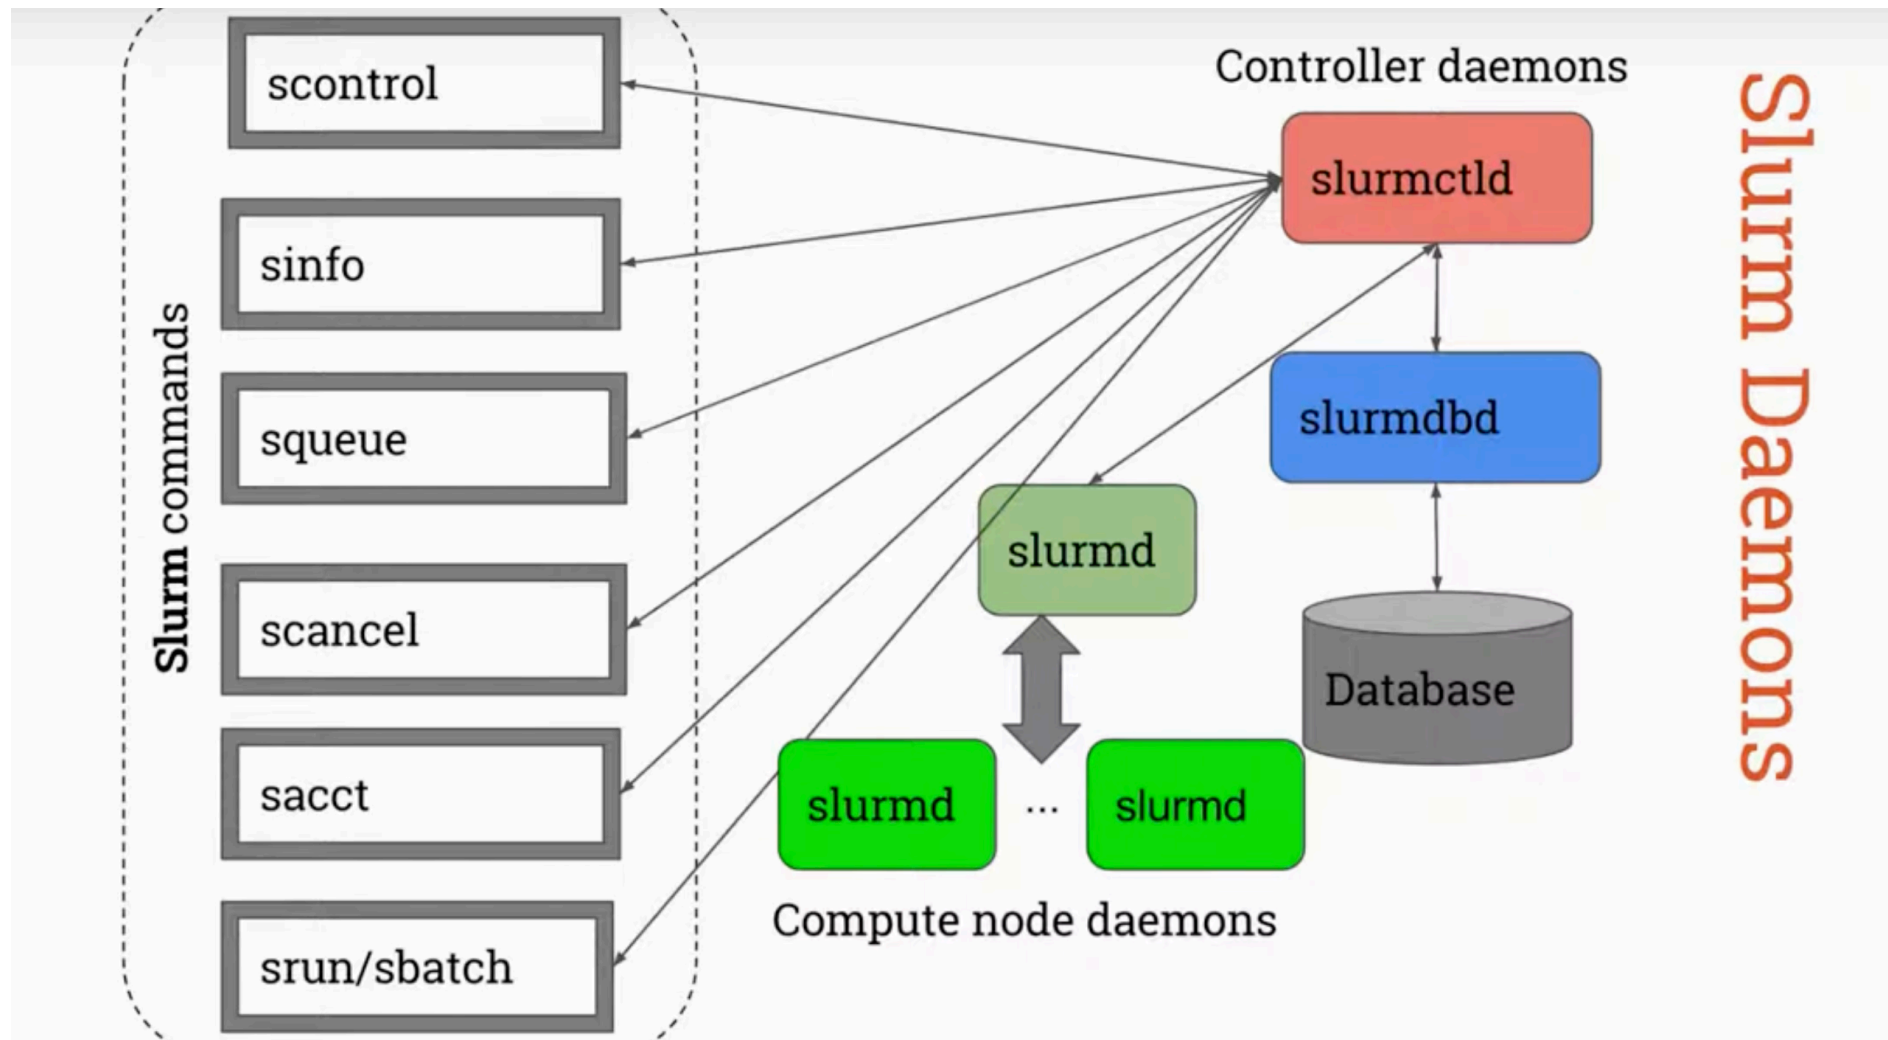 Slurm commands
scontrol
sinfo
squeue
scancel
sacct
srun/sbatch
Controller daemons
slurmctld
slurmdbd
Database
slurmd
slurmd
...
slurmd
Compute node daemons
Slurm Daemons